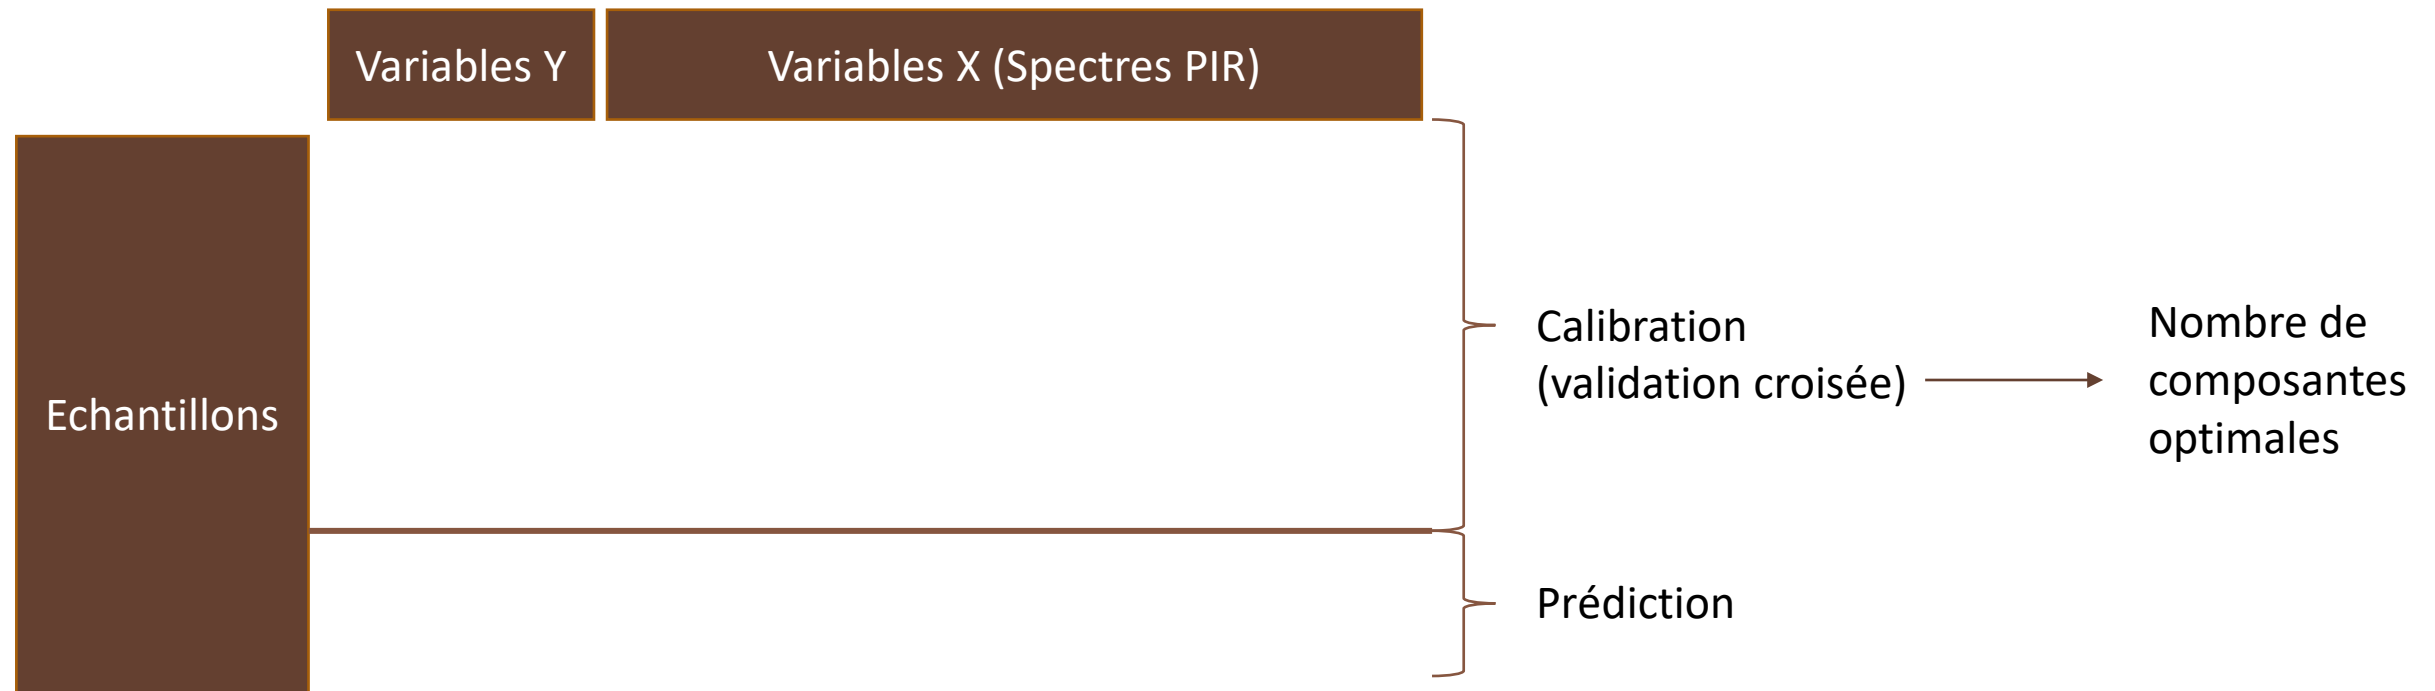 Variables Y
Variables X (Spectres PIR)
Echantillons
Calibration
(validation croisée)
Nombre de
composantes
optimales
Prédiction